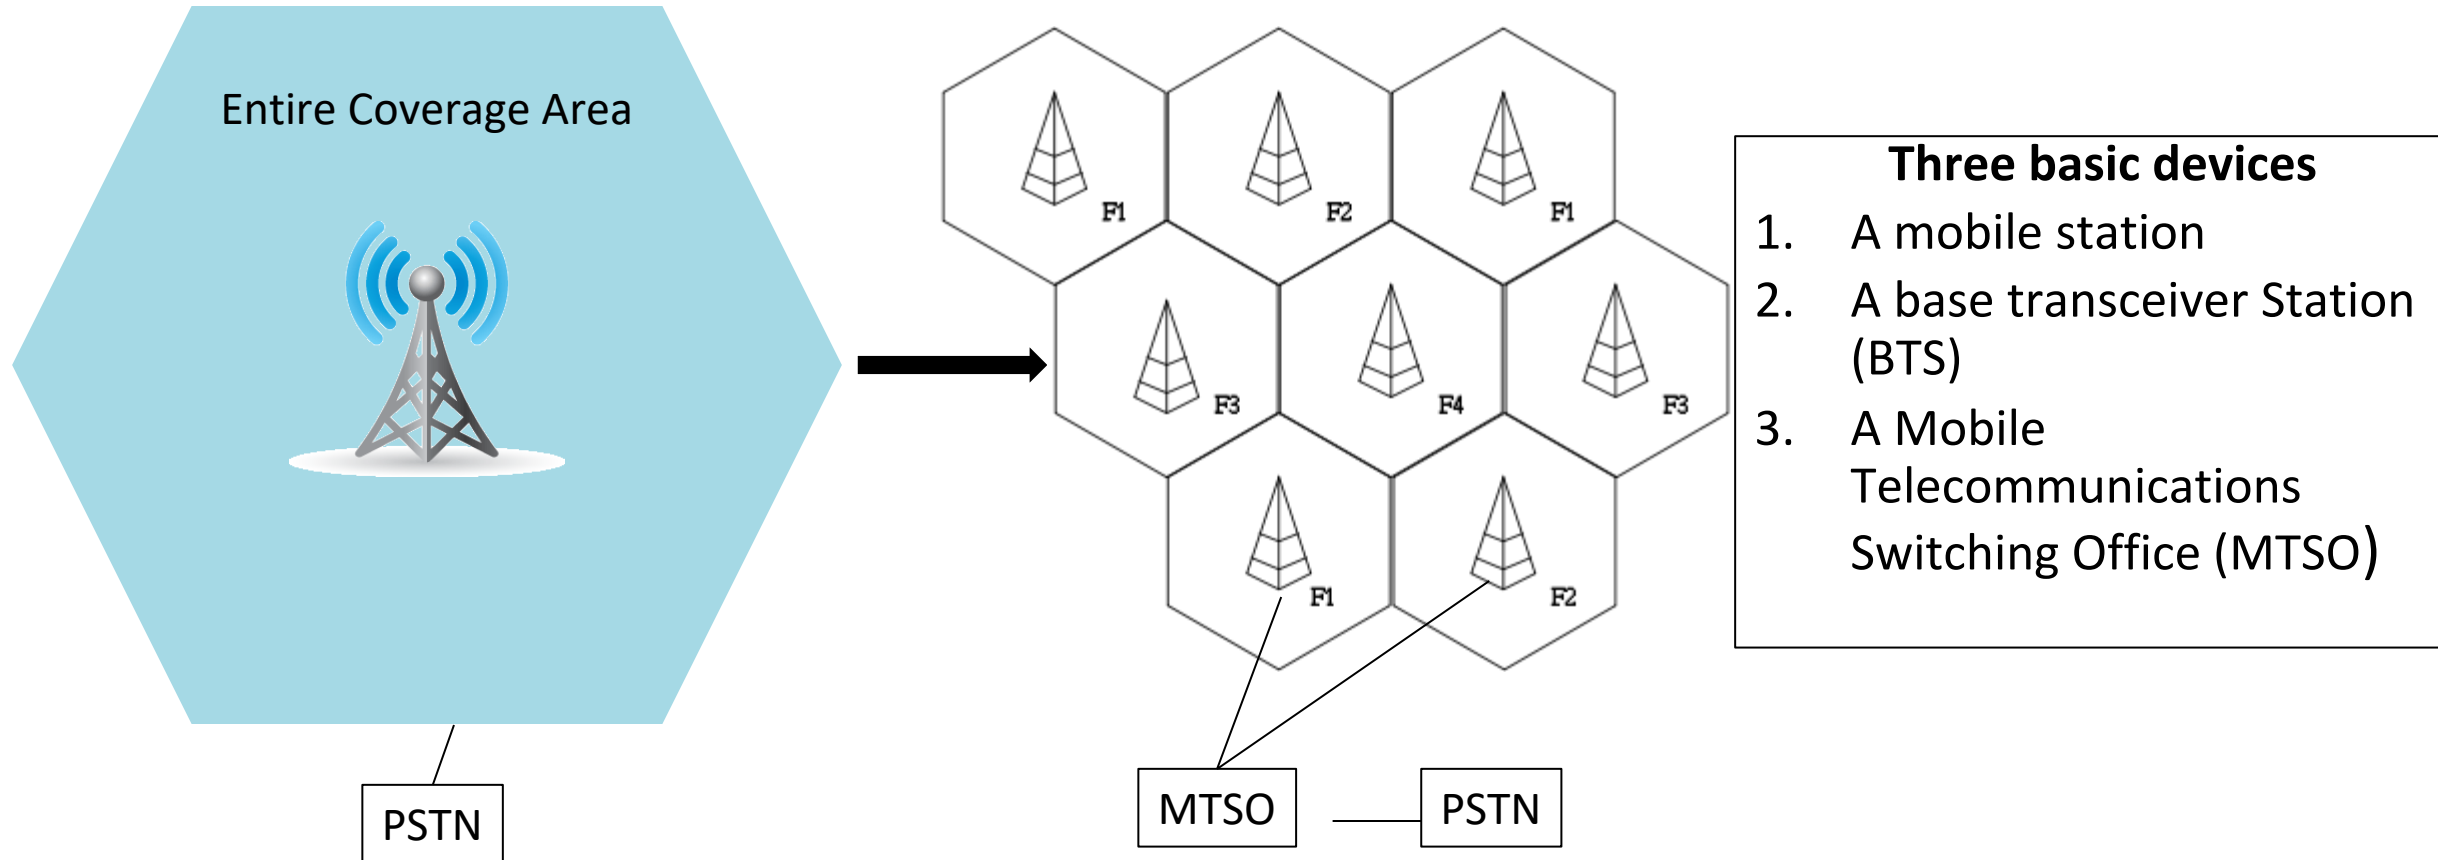 Entire Coverage Area
PSTN
F1
F2
F1
F3
F4
F3
F1
F2
MTSO
PSTN
Three basic devices
1. A mobile station
2. A base transceiver Station
(BTS)
3. A Mobile
Telecommunications
Switching Office (MTSO)